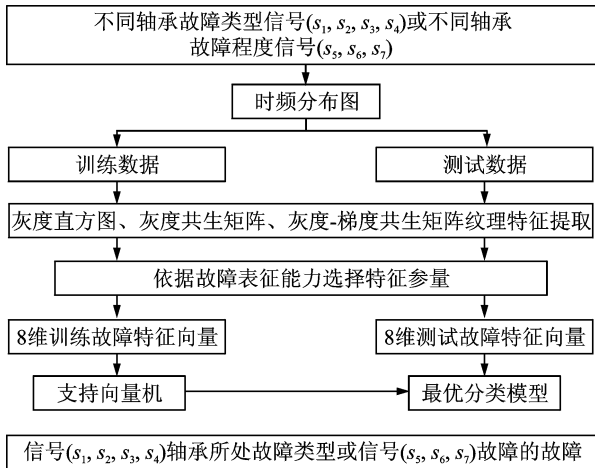 不同轴承故障类型信号(s₁, s₂, s₃, s₄)或不同轴承
故障程度信号(s₅, s₆, s₇)
时频分布图
训练数据
测试数据
灰度直方图、灰度共生矩阵、灰度-梯度共生矩阵纹理特征提取
依据故障表征能力选择特征参量
8维训练故障特征向量
8维测试故障特征向量
支持向量机
最优分类模型
信号(s₁, s₂, s₃, s₄)轴承所处故障类型或信号(s₅, s₆, s₇)故障的故障